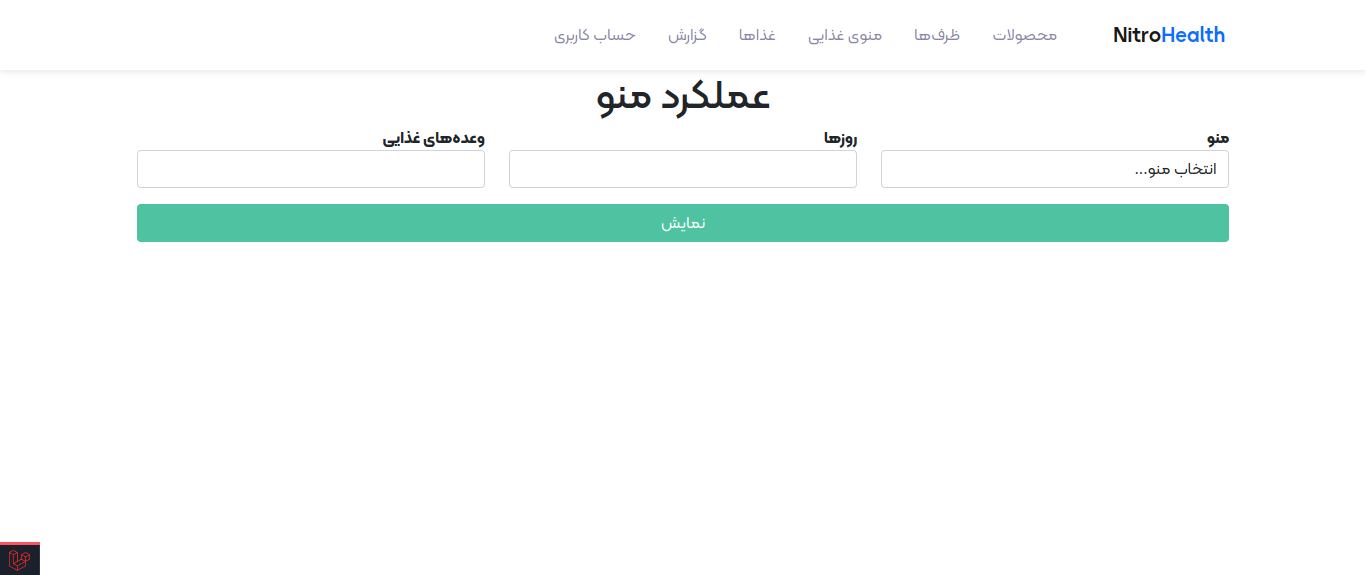 NitroHealth
محصولات
ظرف‌ها
منوی غذایی
غذاها
گزارش
حساب کاربری
عملکرد منو
منو
روزها
وعده‌های غذایی
انتخاب منو...
نمایش